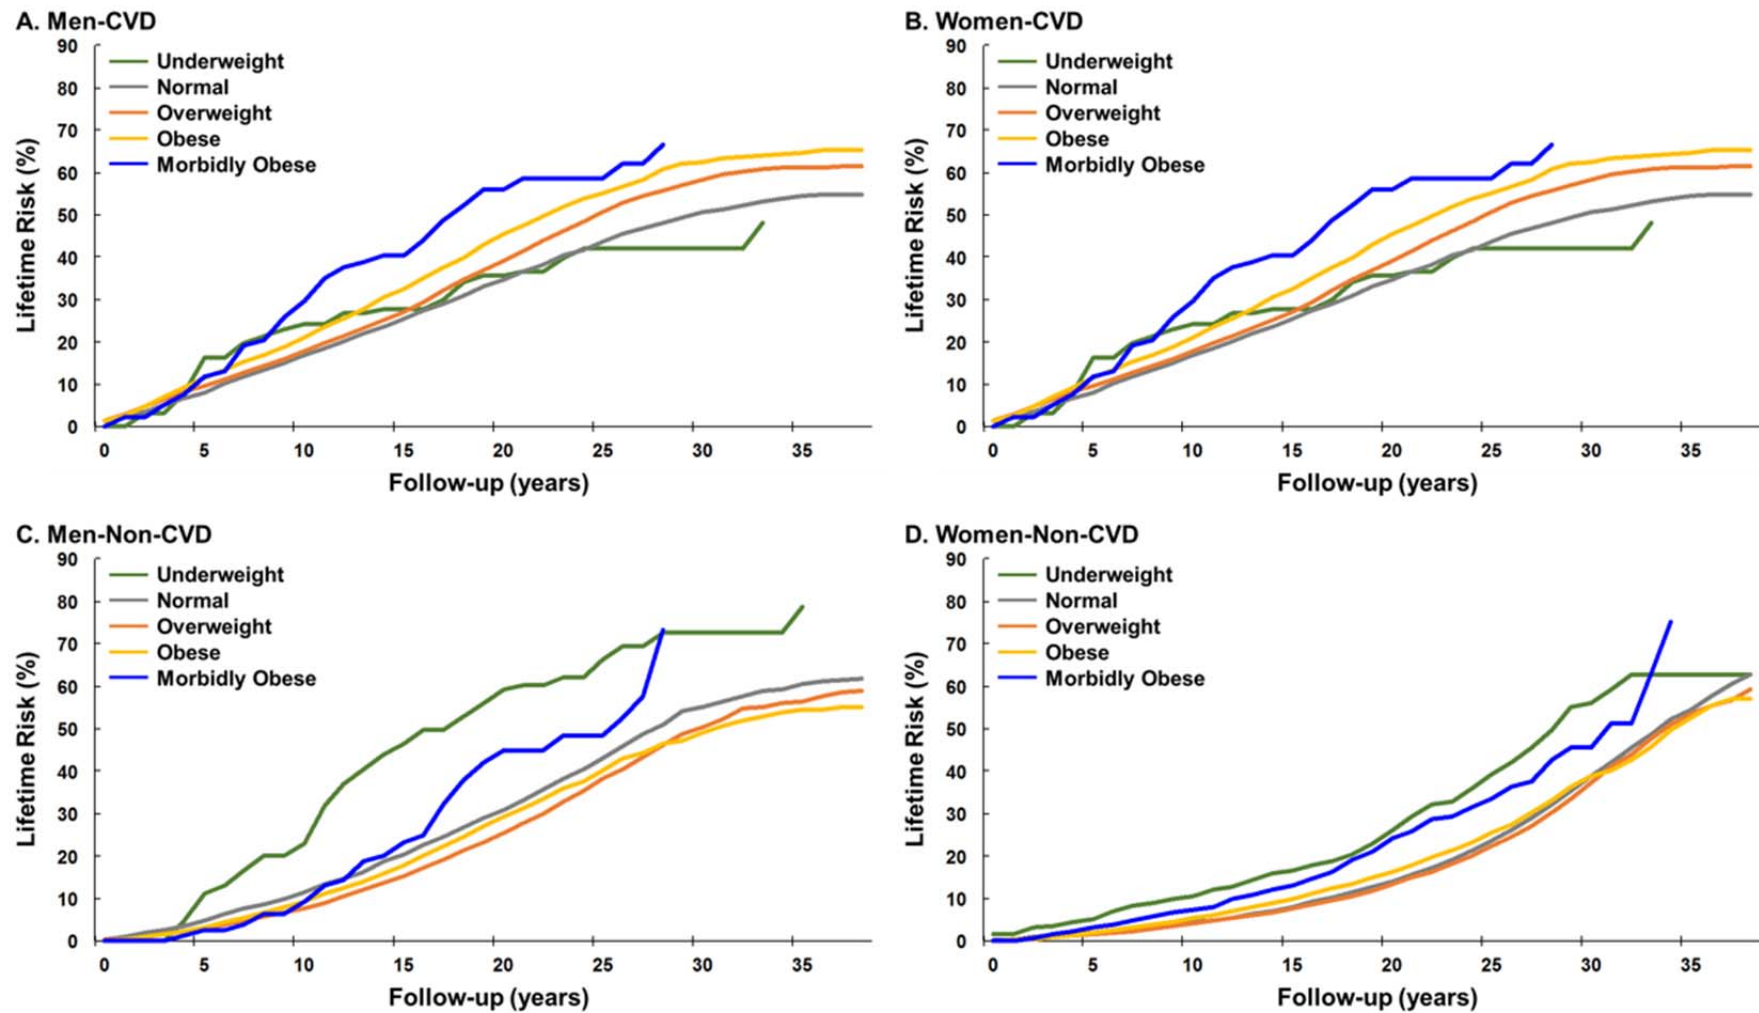 A. Men-CVD
90
80
70
60
50
40
30
20
10
0
Lifetime Risk (%)
Underweight
Normal
Overweight
Obese
Morbidly Obese
0 5 10 15 20 25 30 35
Follow-up (years)
B. Women-CVD
90
80
70
60
50
40
30
20
10
0
Lifetime Risk (%)
Underweight
Normal
Overweight
Obese
Morbidly Obese
0 5 10 15 20 25 30 35
Follow-up (years)
C. Men-Non-CVD
90
80
70
60
50
40
30
20
10
0
Lifetime Risk (%)
Underweight
Normal
Overweight
Obese
Morbidly Obese
0 5 10 15 20 25 30 35
Follow-up (years)
D. Women-Non-CVD
90
80
70
60
50
40
30
20
10
0
Lifetime Risk (%)
Underweight
Normal
Overweight
Obese
Morbidly Obese
0 5 10 15 20 25 30 35
Follow-up (years)